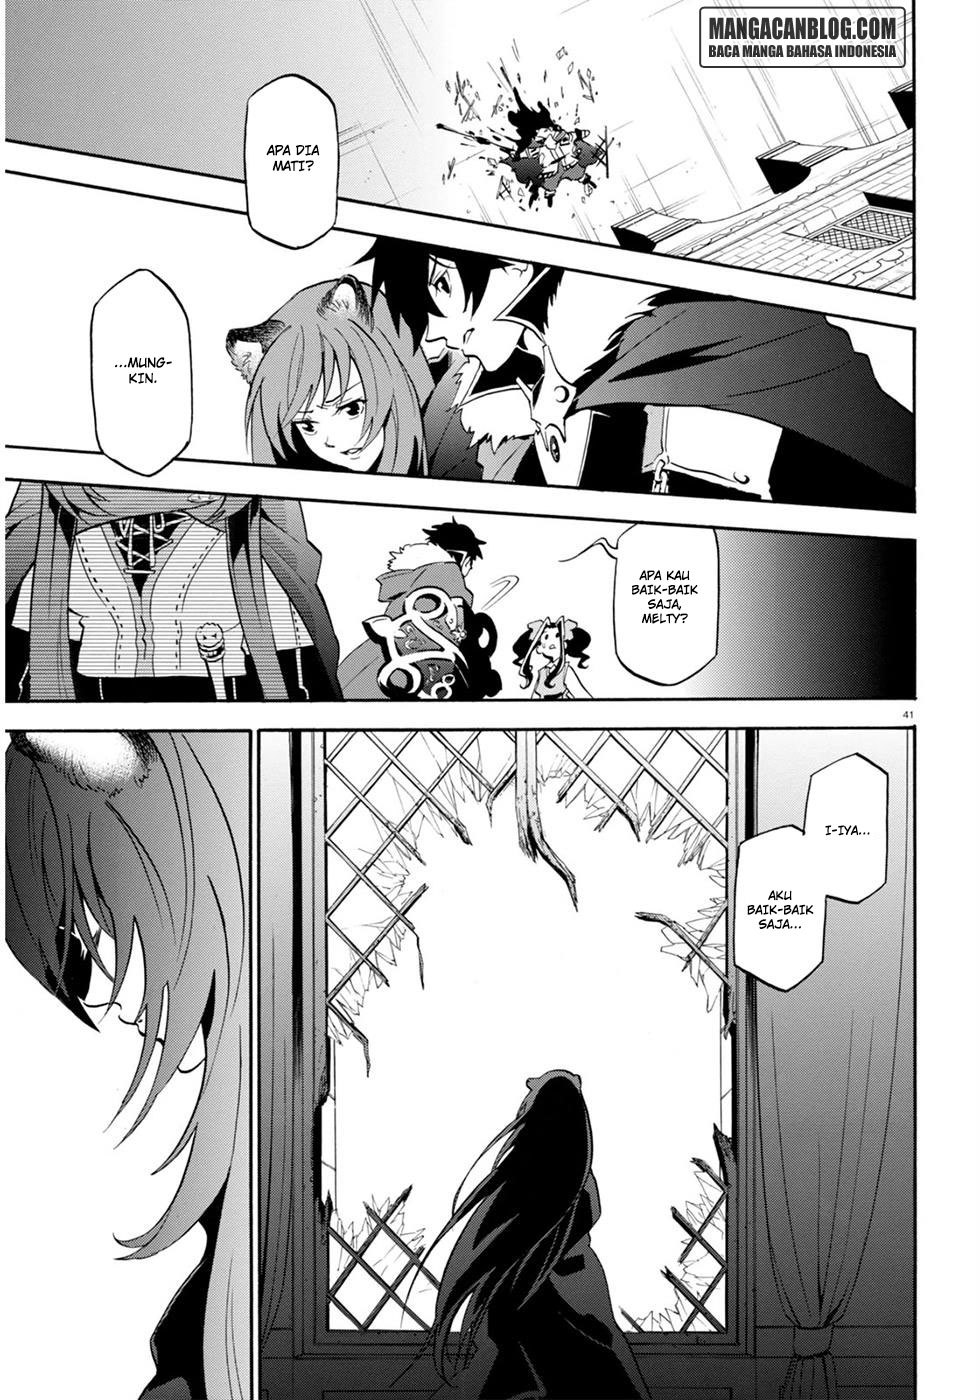 MANGACANBLOG.COM
BACA MANGA BAHASA INDONESIA
APA DIA
MATI?
...MUNG-
KIN.
APA KAU
BAIK-BAIK
SAJA,
MELTY?
41
I-IYA...
AKU
BAIK-BAIK
SAJA...